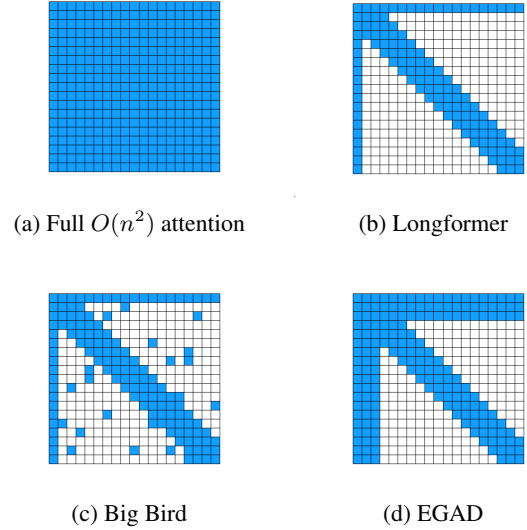 (a) Full O(n²) attention
(b) Longformer
(c) Big Bird
(d) EGAD